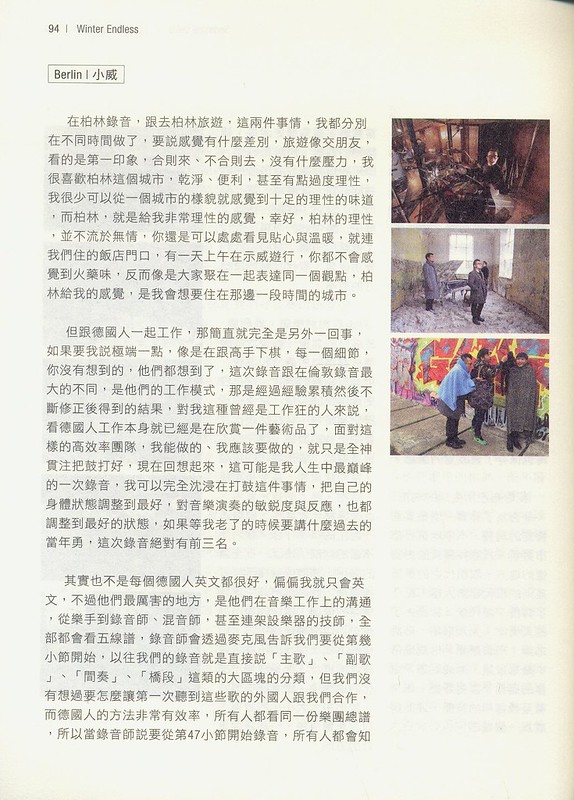 94 | Winter Endless
Berlin | 小威
在柏林錄音，跟去柏林旅遊，這兩件事情，我都分別
在不同時間做了，要說感覺有什麼差別，旅遊像交朋友，
看的是第一印象，合則來、不合則去，沒有什麼壓力，我
很喜歡柏林這個城市，乾淨、便利，甚至有點過度理性，
我很少可以從一個城市的樣貌就感覺到十足的理性的味道
，而柏林，就是給我非常理性的感覺，幸好，柏林的理性
，並不流於無情，你還是可以處處看見貼心與溫暖，就連
我們住的飯店門口，有一天上午在示威遊行，你都不會感
覺到火藥味，反而像是大家聚在一起表達同一個觀點，柏
林給我的感覺，是我會想要住在那邊一段時間的城市。
但跟德國人一起工作，那簡直就完全是另外一回事，
如果要我說極端一點，像是在跟高手下棋，每一個細節，
你沒有想到的，他們都想到了，這次錄音跟在倫敦錄音最
大的不同，是他們的工作模式，那是經過經驗累積然後不
斷修正後得到的結果，對我這種曾經是工作狂的人來說，
看德國人工作本身就已經是在欣賞一件藝術品了，面對這
樣的高效率團隊，我能做的、我應該要做的，就只是全神
貫注把鼓打好，現在回想起來，這可能是我人生中最巔峰
的一次錄音，我可以完全沈浸在打鼓這件事情，把自己的
身體狀態調整到最好，對音樂演奏的敏銳度與反應，也都
調整到最好的狀態，如果等我老了的時候要講什麼過去的
當年勇，這次錄音絕對有前三名。
其實也不是每個德國人英文都很好，偏偏我就只會英
文，不過他們最厲害的地方，是他們在音樂工作上的溝通
，從樂手到錄音師、混音師，甚至連架設樂器的技師，全
部都會看五線譜，錄音師會透過麥克風告訴我們要從第幾
小節開始，以往我們的錄音就是直接說「主歌」、「副歌
」、「間奏」、「橋段」這類的大區塊的分類，但我們沒
有想過要怎麼讓第一次聽到這些歌的外國人跟我們合作，
而德國人的方法非常有效率，所有人都看同一份樂團總譜
，所以當錄音師說要從第47小節開始錄音，所有人都會知